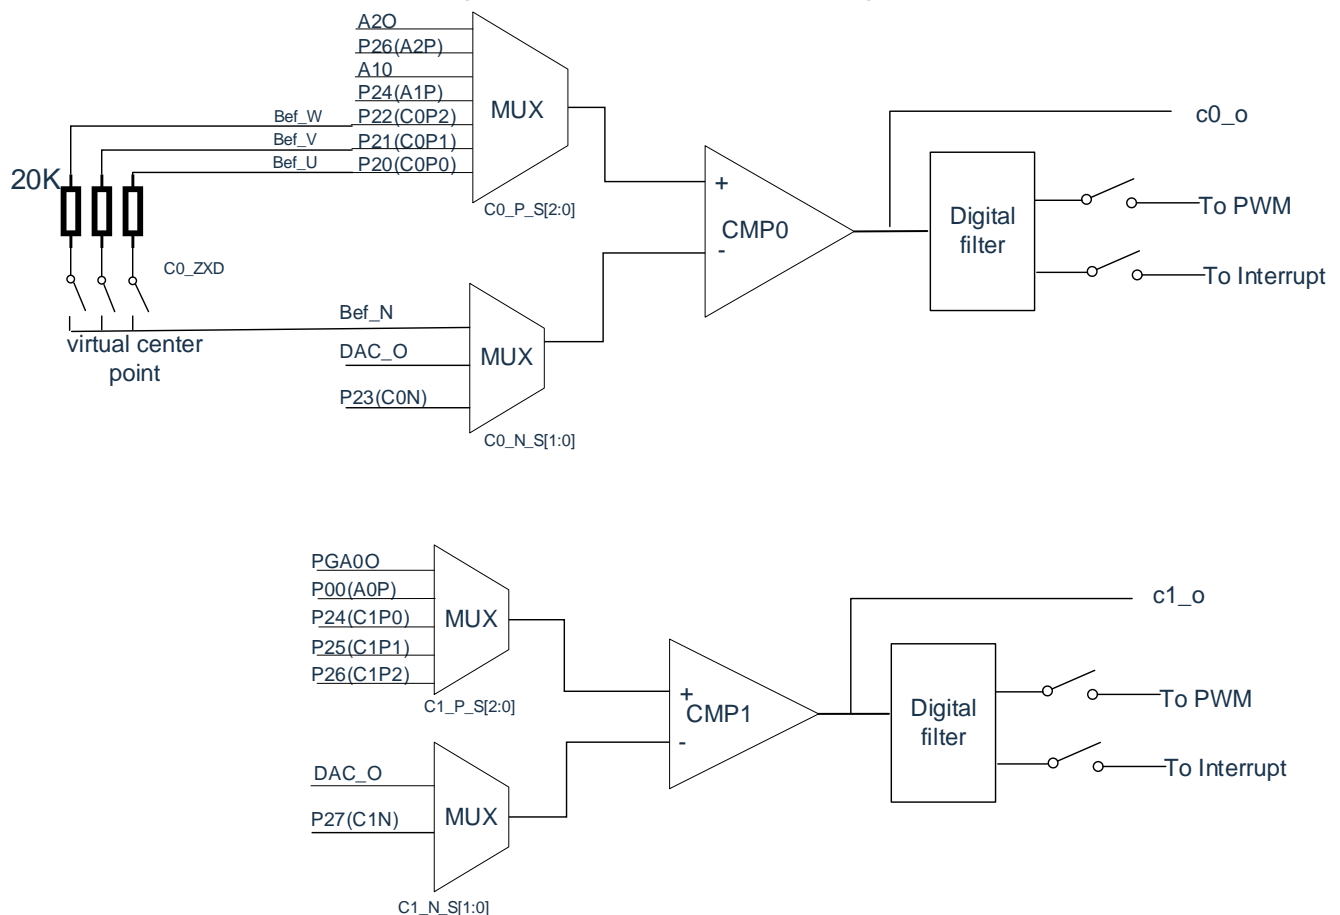 A2O
P26(A2P)
A10
P24(A1P)
Bef_W
P22(C0P2)
Bef_V
P21(C0P1)
Bef_U
P20(C0P0)
MUX
C0_P_S[2:0]
20K
C0_ZXD
virtual center
point
Bef_N
DAC_O
P23(C0N)
MUX
C0_N_S[1:0]
+
-
CMP0
c0_o
Digital
filter
To PWM
To Interrupt
PGA0O
P00(A0P)
P24(C1P0)
P25(C1P1)
P26(C1P2)
MUX
C1_P_S[2:0]
DAC_O
P27(C1N)
MUX
C1_N_S[1:0]
+
-
CMP1
c1_o
Digital
filter
To PWM
To Interrupt